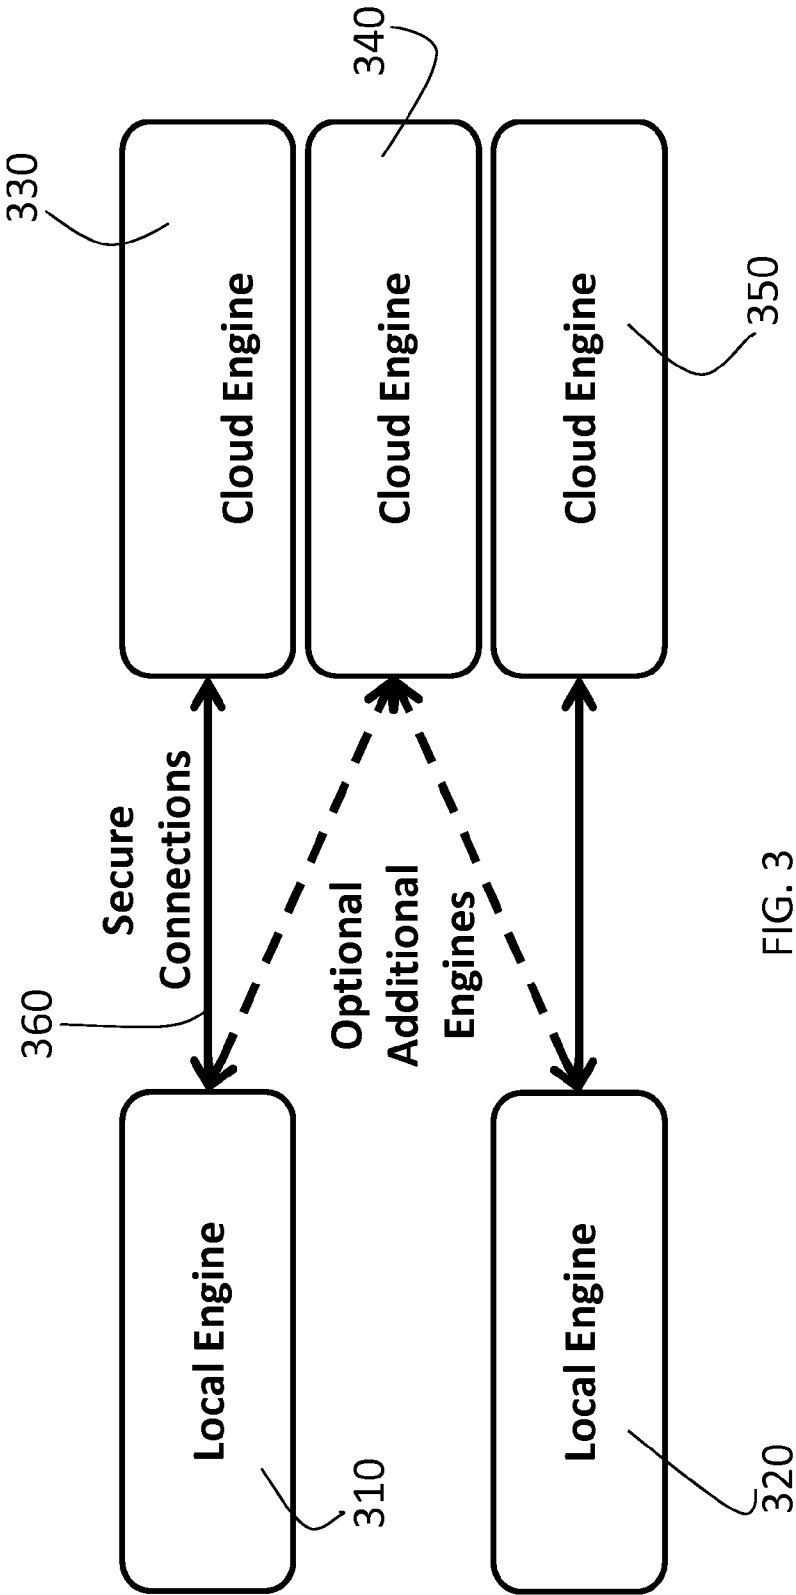 360
Secure
Connections
330
Local Engine
Cloud Engine
310
340
Optional
Additional
Engines
Cloud Engine
Local Engine
Cloud Engine
320
350
FIG. 3